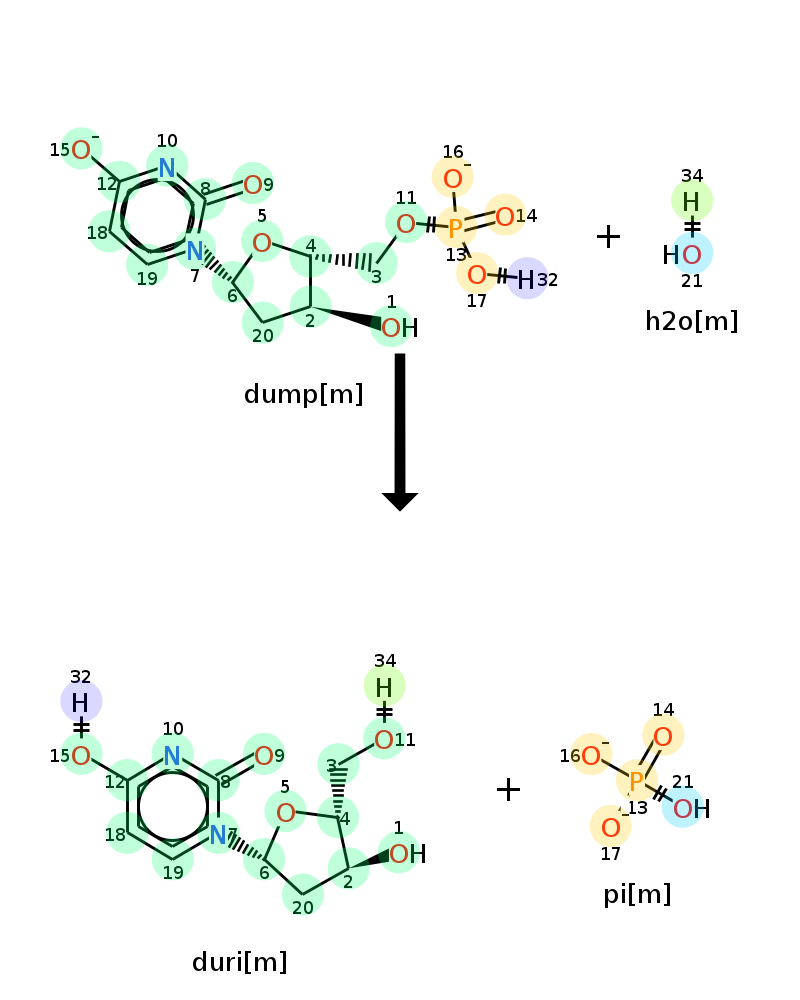 16
34
15 O⁻
10
N
O⁻
H
12
8
O 9
5
11
O
O 14
P
+
18
O
4
13
HO
N
7
O
H 32
21
19
6
3
17
1
h2o[m]
20
2
OH
dump[m]
32
34
H
H
14
10
15 O
N
O 9
O 11
16 O⁻
O
12
8
3
5
P
21
+
O
4
13
OH
18
N 7
1
O⁻
19
6
OH
17
2
20
pi[m]
duri[m]